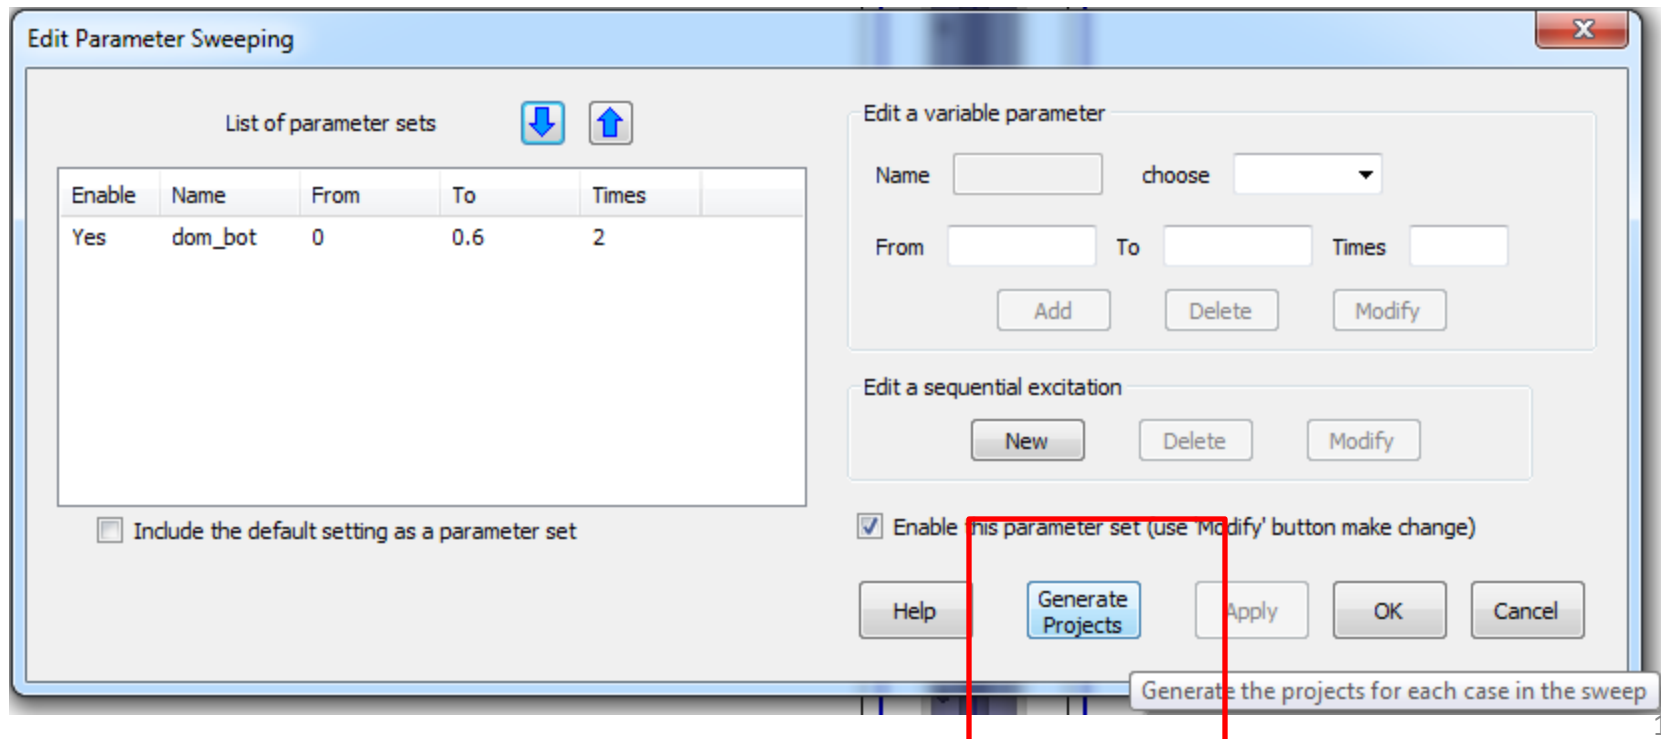 Edit Parameter Sweeping
X
List of parameter sets
Enable Name From To Times
Yes dom_bot 0 0.6 2
Include the default setting as a parameter set
Edit a variable parameter
Name choose
From To Times
Add Delete Modify
Edit a sequential excitation
New Delete Modify
Enable this parameter set (use 'Modify' button make change)
Help
Generate
Projects
Apply OK Cancel
Generate the projects for each case in the sweep